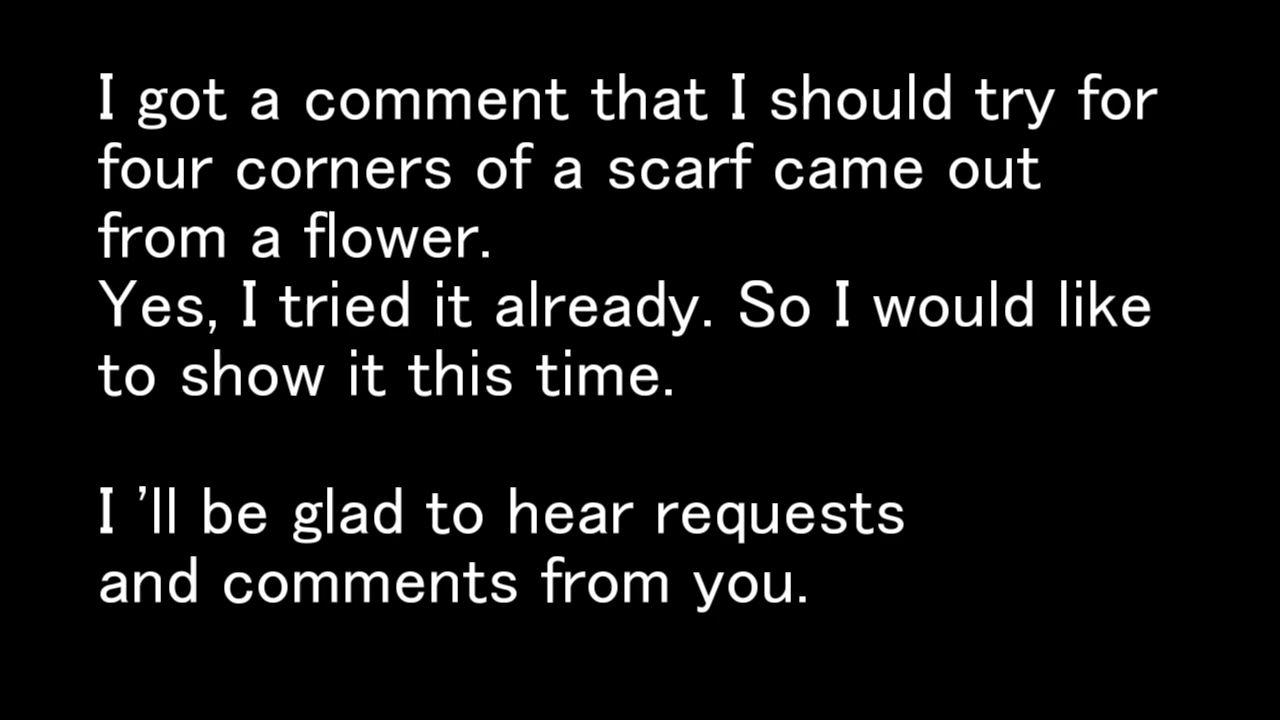 I got a comment that I should try for
four corners of a scarf came out
from a flower.
Yes, I tried it already. So I would like
to show it this time.
I 'll be glad to hear requests
and comments from you.